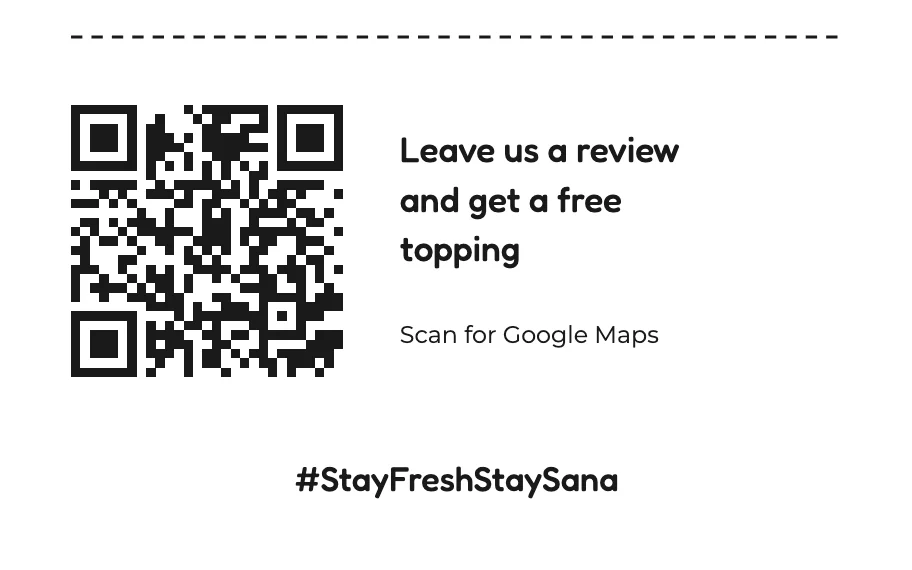 Leave us a review
and get a free
topping
Scan for Google Maps
#StayFreshStaySana